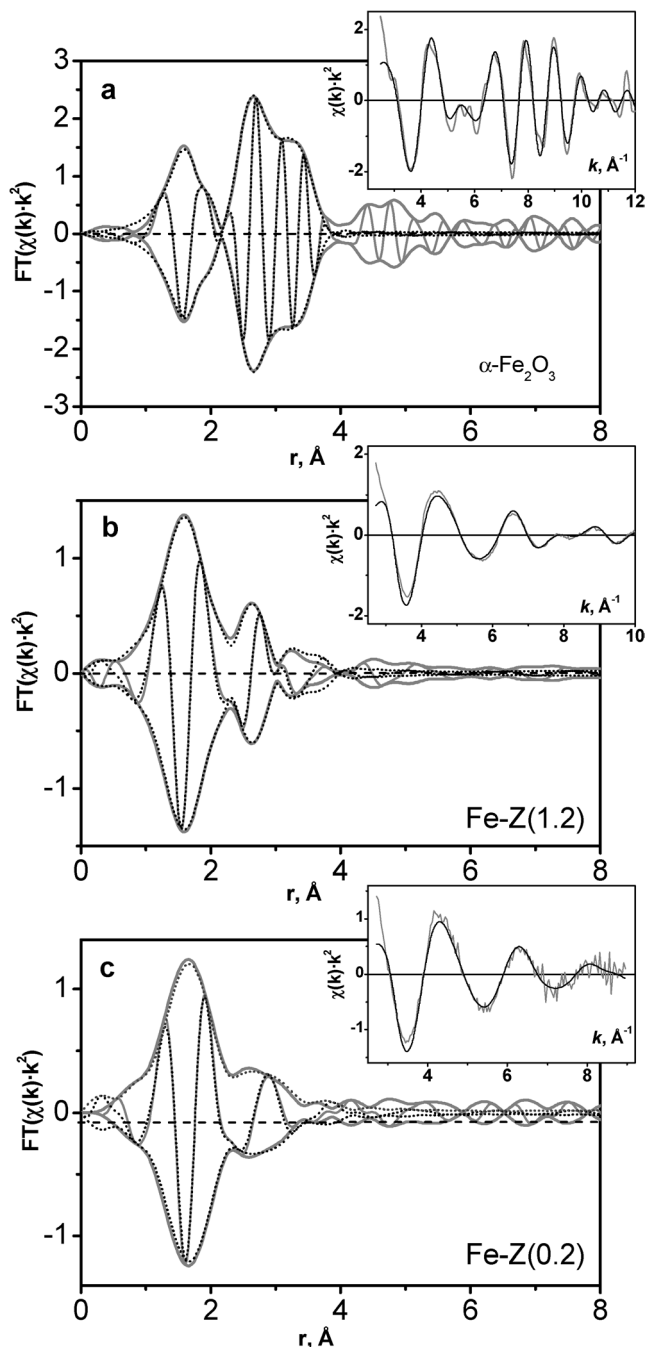 a
3
2
1
0
-1
-2
-3
FT(χ(k)·k²)
0 2 4 6 8
r, Å
α-Fe₂O₃
2
0
-2
χ(k)·k²
k, Å⁻¹
4 6 8 10 12
b
1
0
-1
FT(χ(k)·k²)
0 2 4 6 8
r, Å
Fe-Z(1.2)
2
0
-2
χ(k)·k²
k, Å⁻¹
4 6 8 10
c
1
0
-1
FT(χ(k)·k²)
0 2 4 6 8
r, Å
Fe-Z(0.2)
1
0
-1
χ(k)·k²
k, Å⁻¹
4 6 8